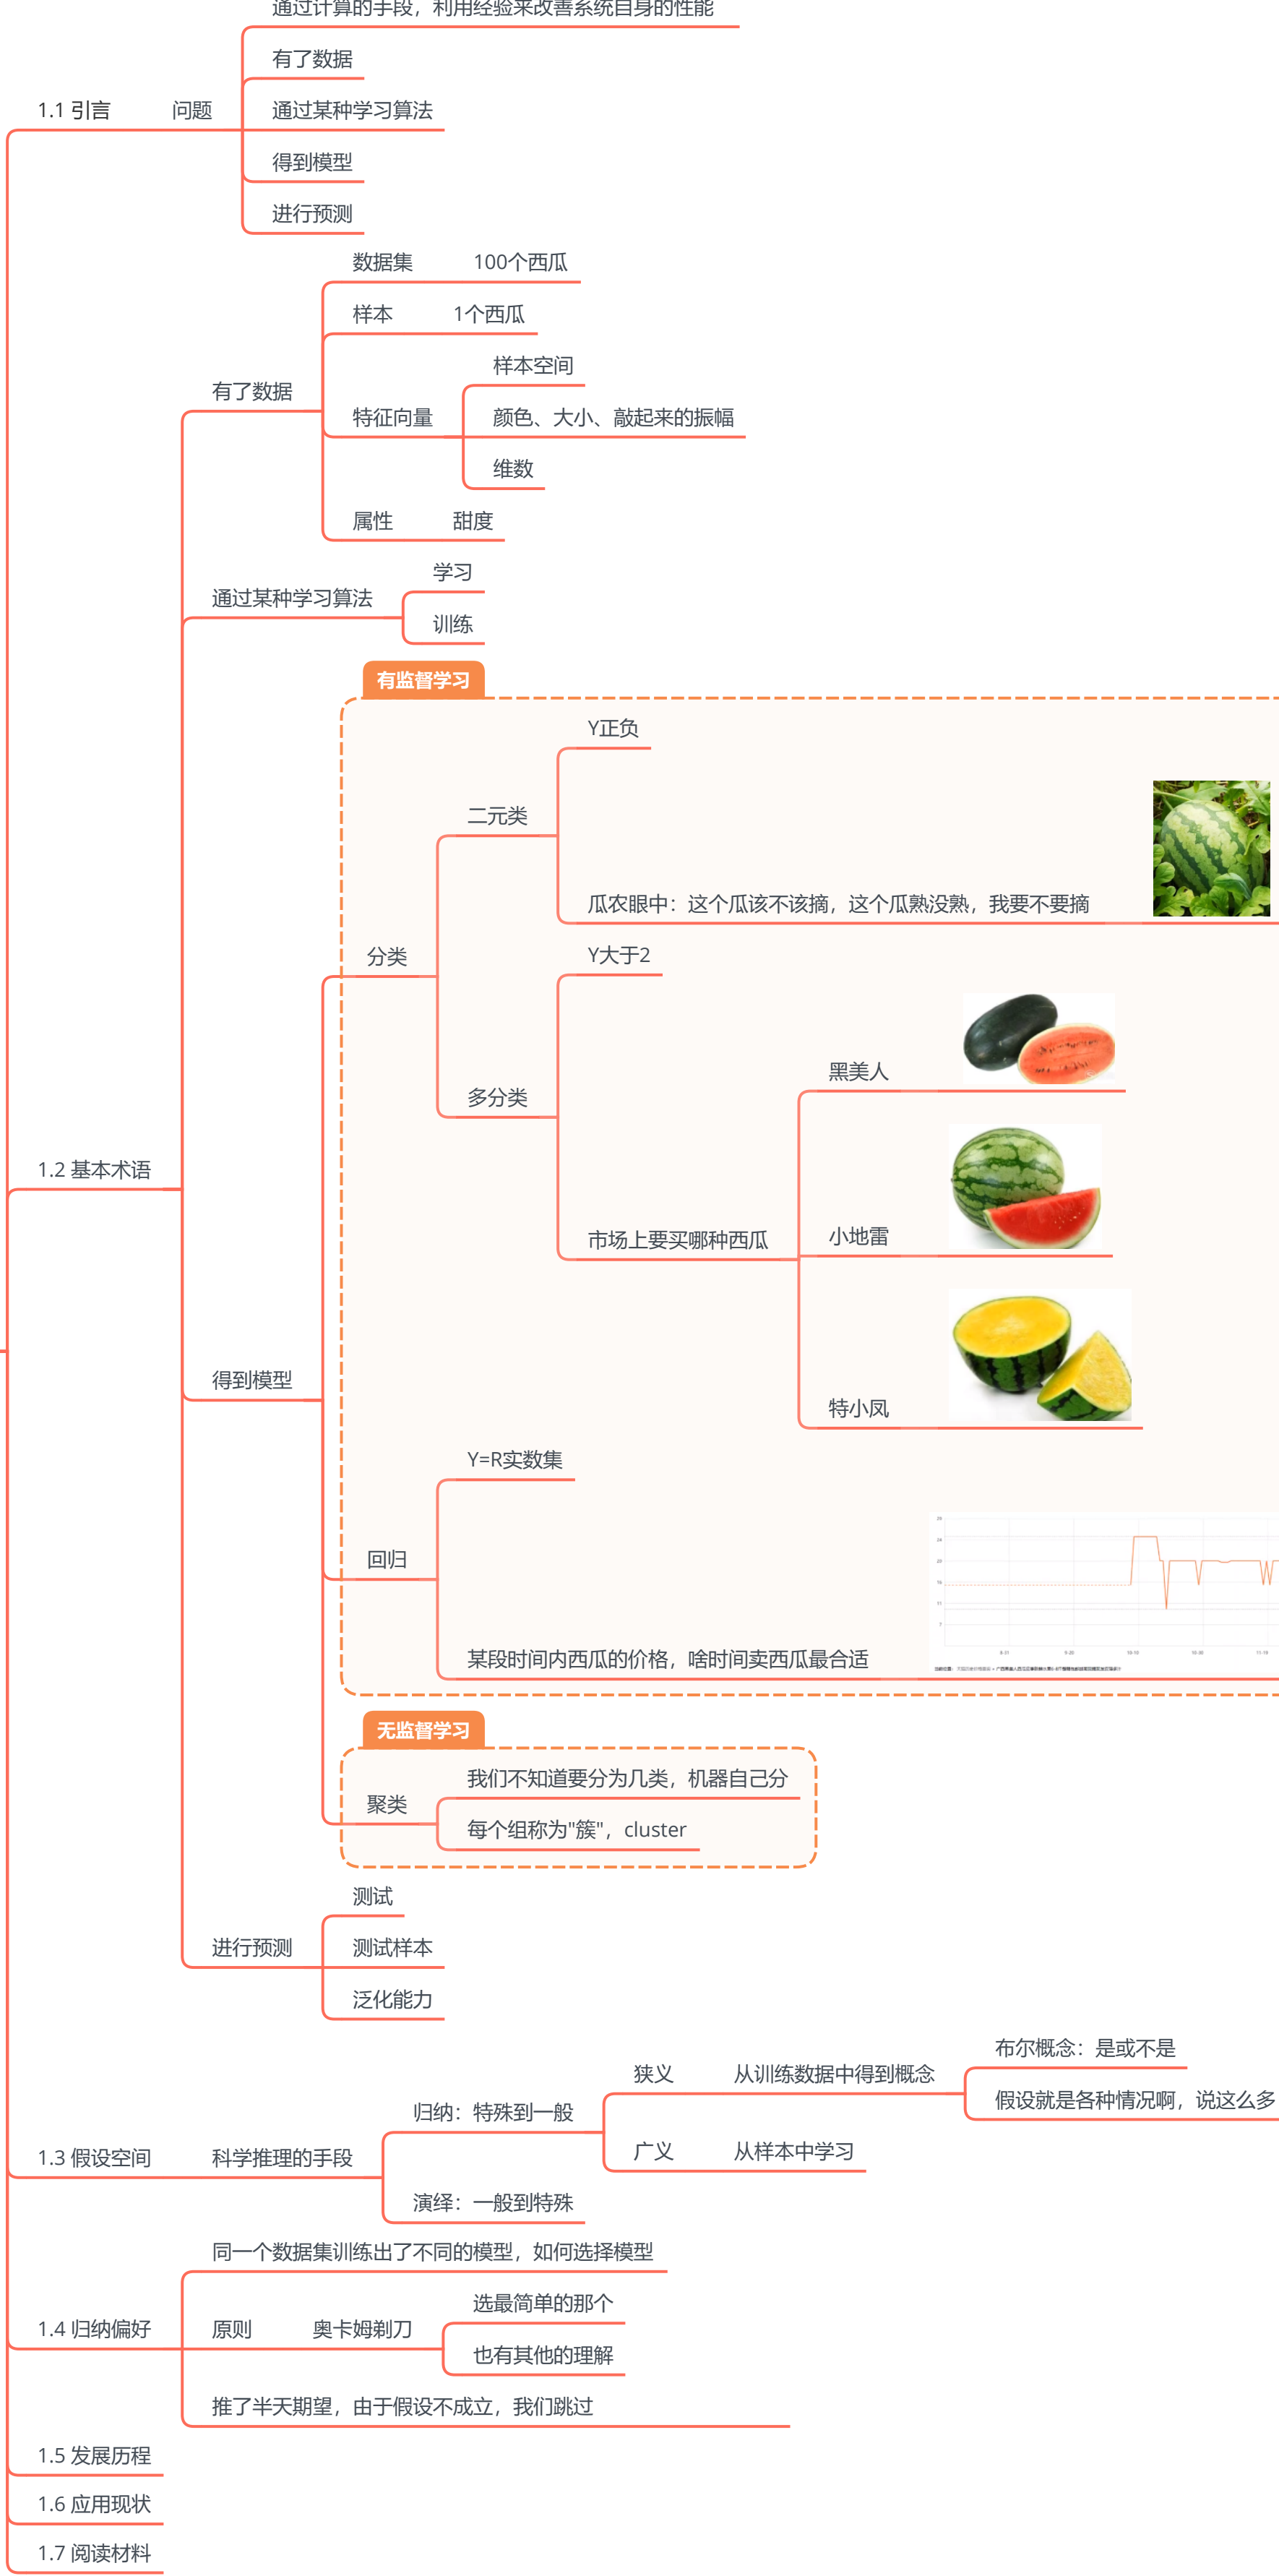 通过计算的手段，利用经验来改善系统自身的性能
有了数据
1.1 引言
问题
通过某种学习算法
得到模型
进行预测
数据集
100个西瓜
样本
1个西瓜
样本空间
有了数据
特征向量
颜色、大小、敲起来的振幅
维数
属性
甜度
学习
通过某种学习算法
训练
有监督学习
Y正负
二元类
瓜农眼中：这个瓜该不该摘，这个瓜熟没熟，我要不要摘
分类
Y大于2
黑美人
多分类
1.2 基本术语
市场上要买哪种西瓜
小地雷
得到模型
特小凤
Y=R实数集
回归
某段时间内西瓜的价格，啥时间卖西瓜最合适
无监督学习
我们不知道要分为几类，机器自己分
聚类
每个组称为"簇"，cluster
测试
进行预测
测试样本
泛化能力
布尔概念：是或不是
狭义
从训练数据中得到概念
假设就是各种情况啊，说这么多
归纳：特殊到一般
1.3 假设空间
科学推理的手段
广义
从样本中学习
演绎：一般到特殊
同一个数据集训练出了不同的模型，如何选择模型
选最简单的那个
1.4 归纳偏好
原则
奥卡姆剃刀
也有其他的理解
推了半天期望，由于假设不成立，我们跳过
1.5 发展历程
1.6 应用现状
1.7 阅读材料